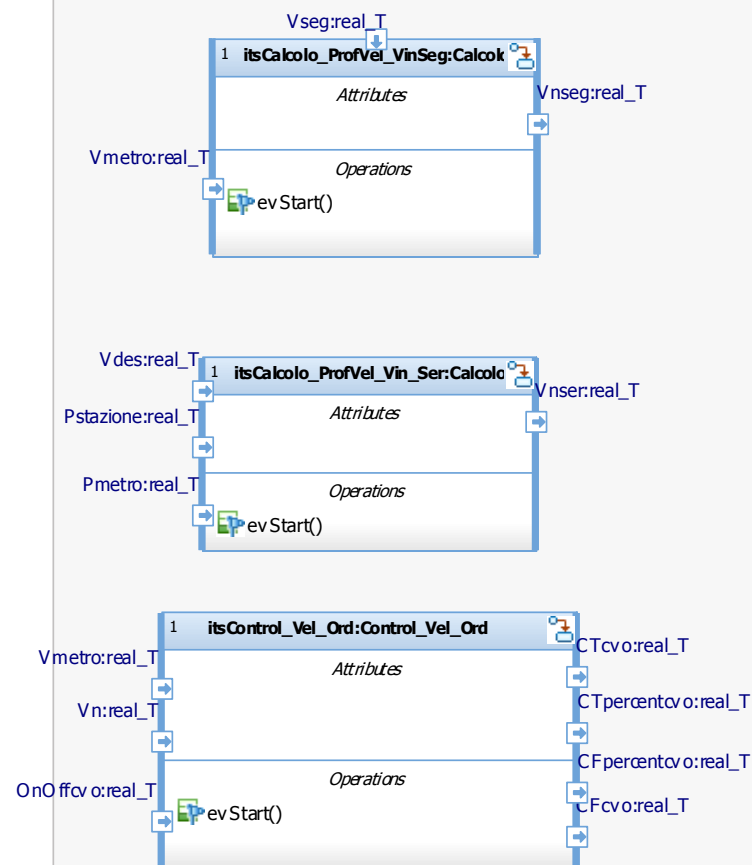 Vseg:real_T
1 itsCalcolo_ProfVel_VinSeg:Calcolo
Attributes
Vnseg:real_T
Vmetro:real_T
Operations
evStart()
Vdes:real_T
1 itsCalcolo_ProfVel_Vin_Ser:Calcolo
Vnser:real_T
Attributes
Pstazione:real_T
Pmetro:real_T
Operations
evStart()
1 itsControl_Vel_Ord:Control_Vel_Ord
CTcvo:real_T
Vmetro:real_T
Attributes
CTpercentcvo:real_T
Vn:real_T
CFpercentcvo:real_T
Operations
OnOffcvo:real_T
CFcvo:real_T
evStart()